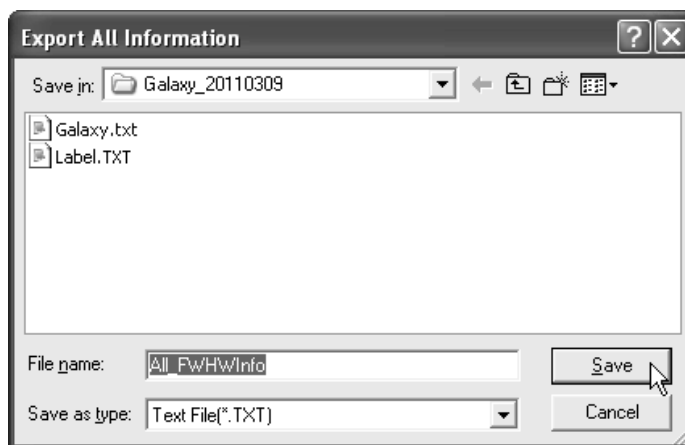 Export All Information
Save in: Galaxy_20110309
Galaxy.txt
Label.TXT
File name: All_FWHWInfo Save
Save as type: Text File(*.TXT) Cancel